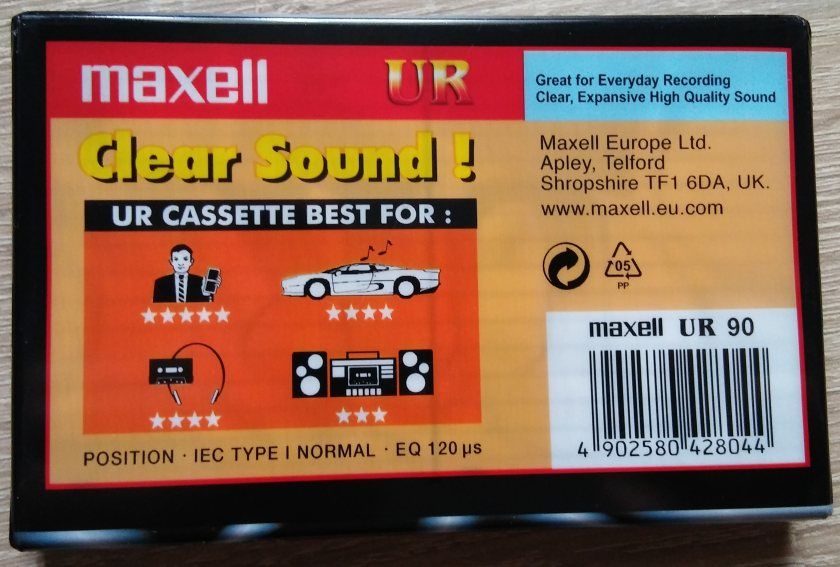 maxell UR
Great for Everyday Recording
Clear, Expansive High Quality Sound
Clear Sound !
UR CASSETTE BEST FOR :
POSITION · IEC TYPE I NORMAL · EQ 120 µs
Maxell Europe Ltd.
Apley, Telford
Shropshire TF1 6DA, UK.
www.maxell.eu.com
05
PP
maxell UR 90
4 902580 428044